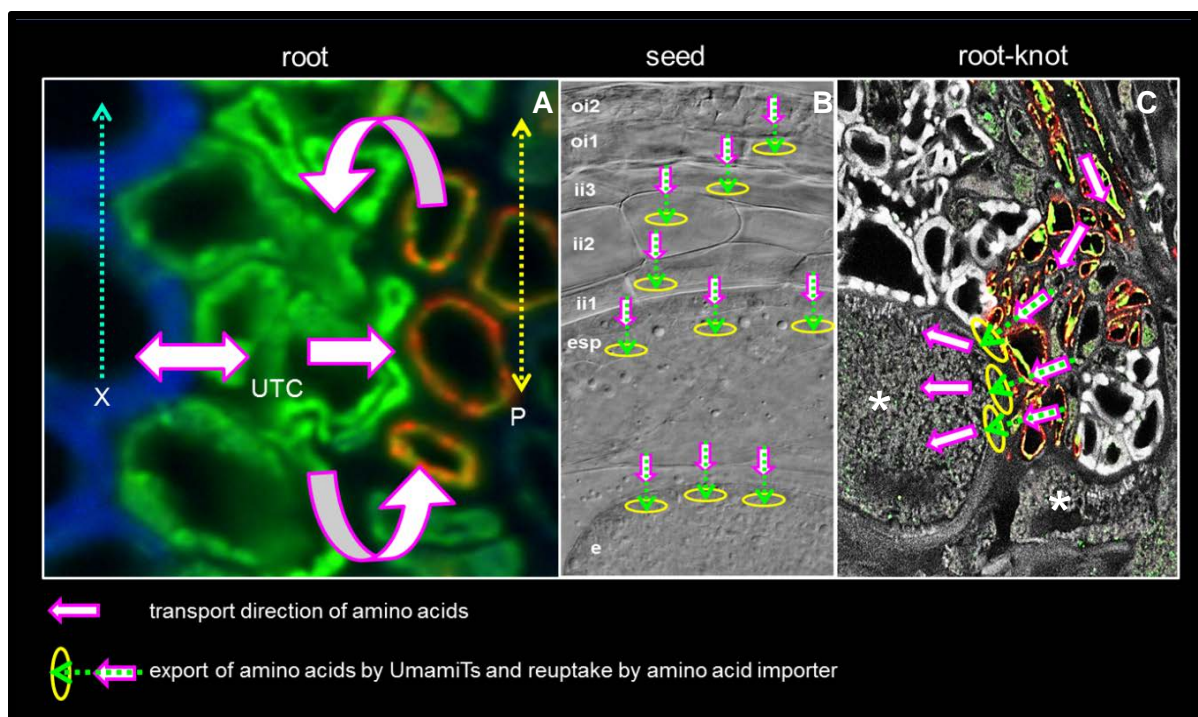 root
seed
root-knot
A
B
C
oi2
oi1
ii3
ii2
ii1
esp
e
X
UTC
P
*
*
transport direction of amino acids
export of amino acids by UmamiTs and reuptake by amino acid importer